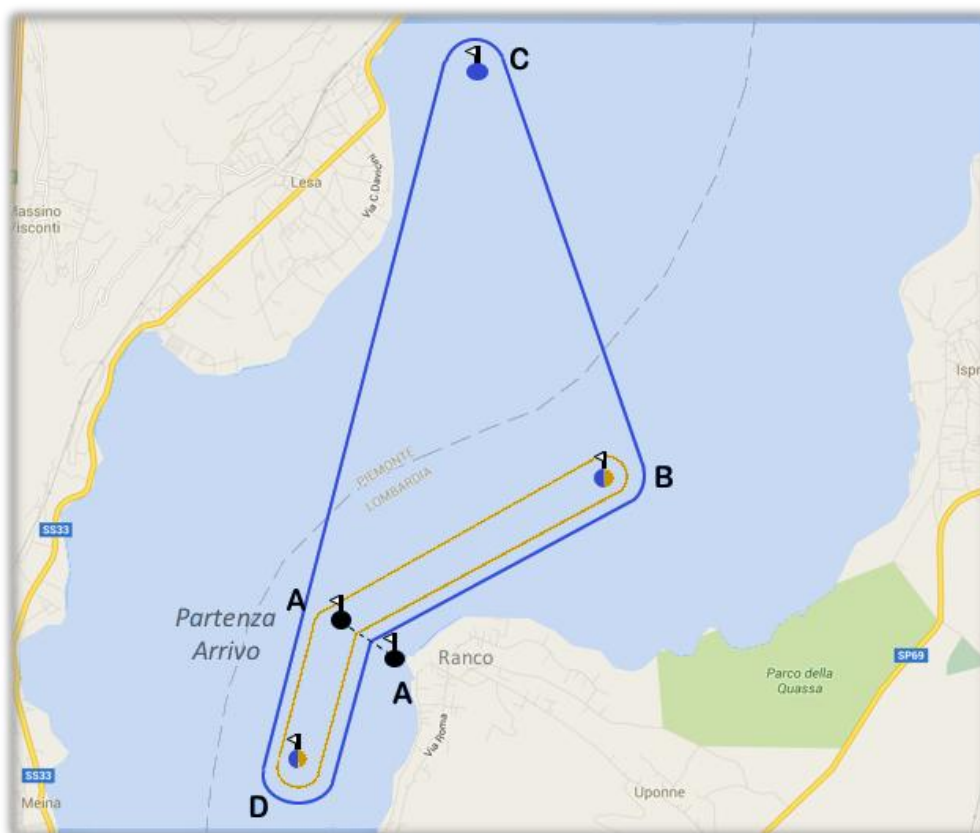 C
Lesa
Via C Davicini
Massino
Visconti
Ispr
PIEMONTE
LOMBARDIA
B
SS33
A
Partenza
Arrivo
Ranco
A
SP69
Parco della
Quassa
Via Roma
SS33
Meina
D
Uponne